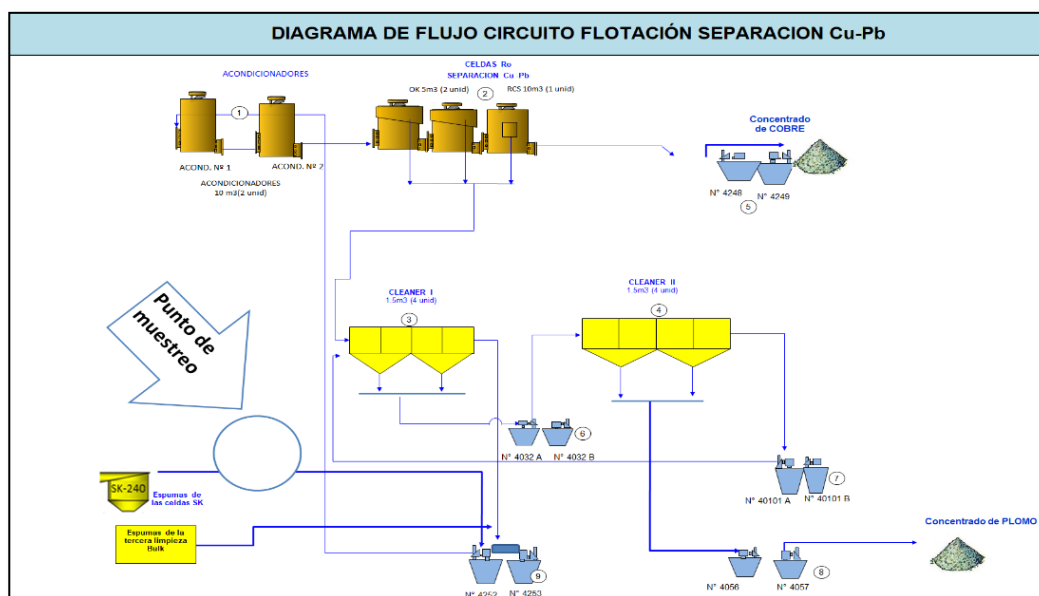 DIAGRAMA DE FLUJO CIRCUITO FLOTACIÓN SEPARACION Cu-Pb
ACONDICIONADORES
CELDAS Ro
SEPARACION Cu-Pb
OK 5m3 (2 unid)
2
RCS 10m3 (1 unid)
1
ACOND. Nº 1
ACOND. Nº 2
ACONDICIONADORES
10 m3(2 unid)
Concentrado
de COBRE
N° 4248
N° 4249
5
CLEANER I
1.5m3 (4 unid)
3
CLEANER II
1.5m3 (4 unid)
4
Punto de
muestreo
N° 4032 A
N° 4032 B
6
N° 40101 A
N° 40101 B
7
SK-240
Espumas de
las celdas SK
Espumas de la
tercera limpieza
Bulk
N° 4252
N° 4253
9
N° 4056
N° 4057
8
Concentrado de PLOMO